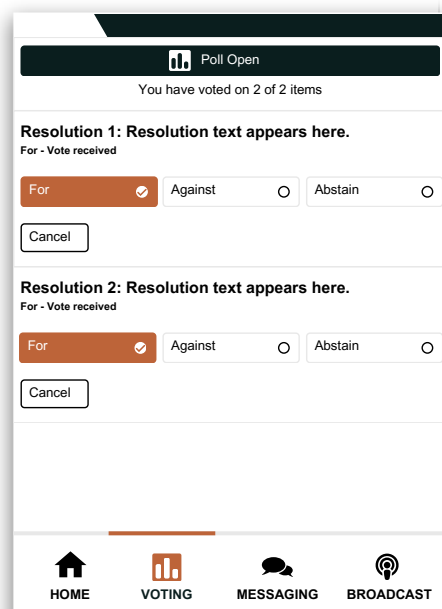 Poll Open
You have voted on 2 of 2 items
Resolution 1: Resolution text appears here.
For - Vote received
For Against Abstain
Cancel
Resolution 2: Resolution text appears here.
For - Vote received
For Against Abstain
Cancel
HOME VOTING MESSAGING BROADCAST